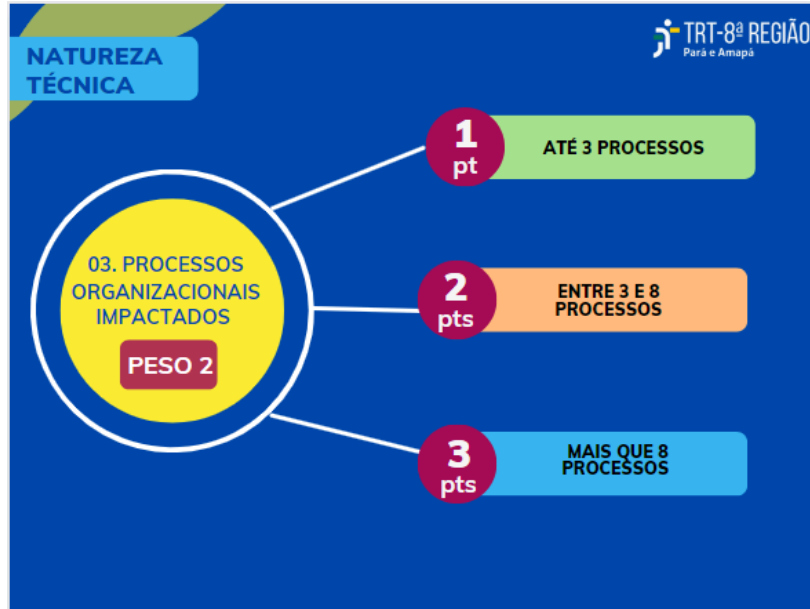 NATUREZA
TÉCNICA
TRT-8ª REGIÃO
Pará e Amapá
03. PROCESSOS
ORGANIZACIONAIS
IMPACTADOS
PESO 2
1
pt
ATÉ 3 PROCESSOS
2
pts
ENTRE 3 E 8
PROCESSOS
3
pts
MAIS QUE 8
PROCESSOS